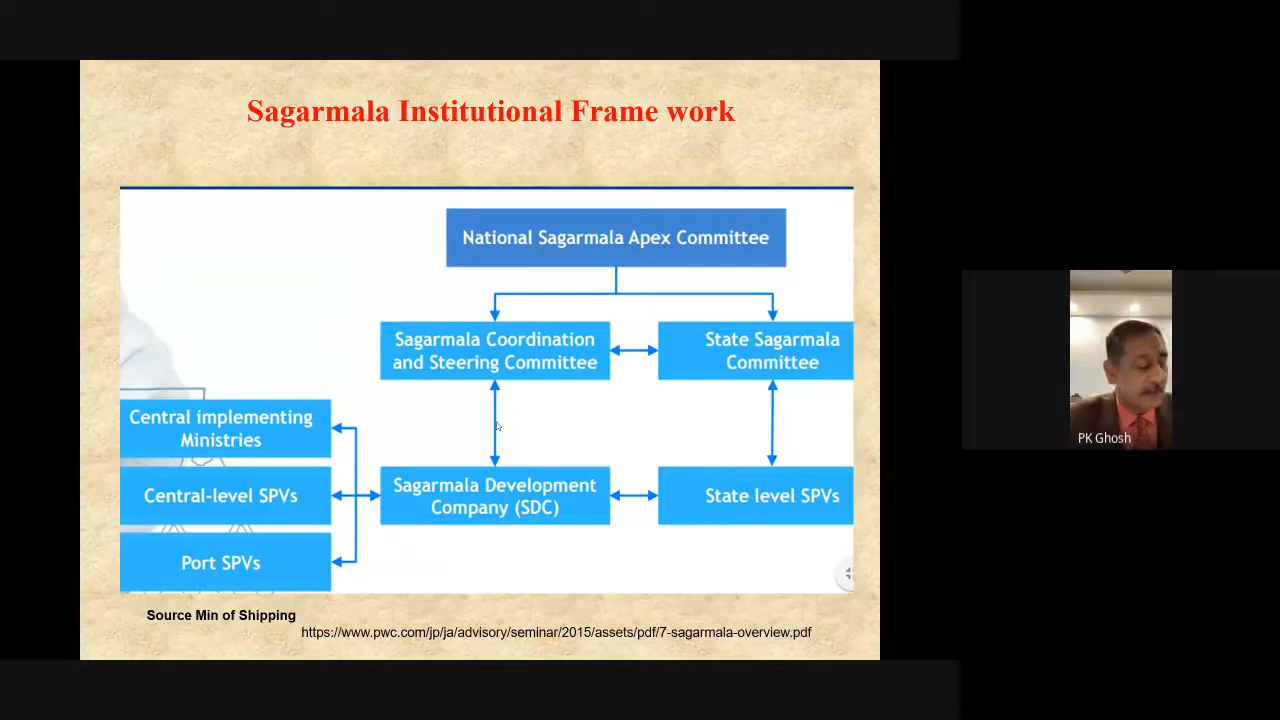 Sagarmala Institutional Frame work
National Sagarmala Apex Committee
Sagarmala Coordination
and Steering Committee
State Sagarmala
Committee
Central implementing
Ministries
Central-level SPVs
Sagarmala Development
Company (SDC)
State level SPVs
Port SPVs
Source Min of Shipping
https://www.pwc.com/jp/ja/advisory/seminar/2015/assets/pdf/7-sagarmala-overview.pdf
PK Ghosh